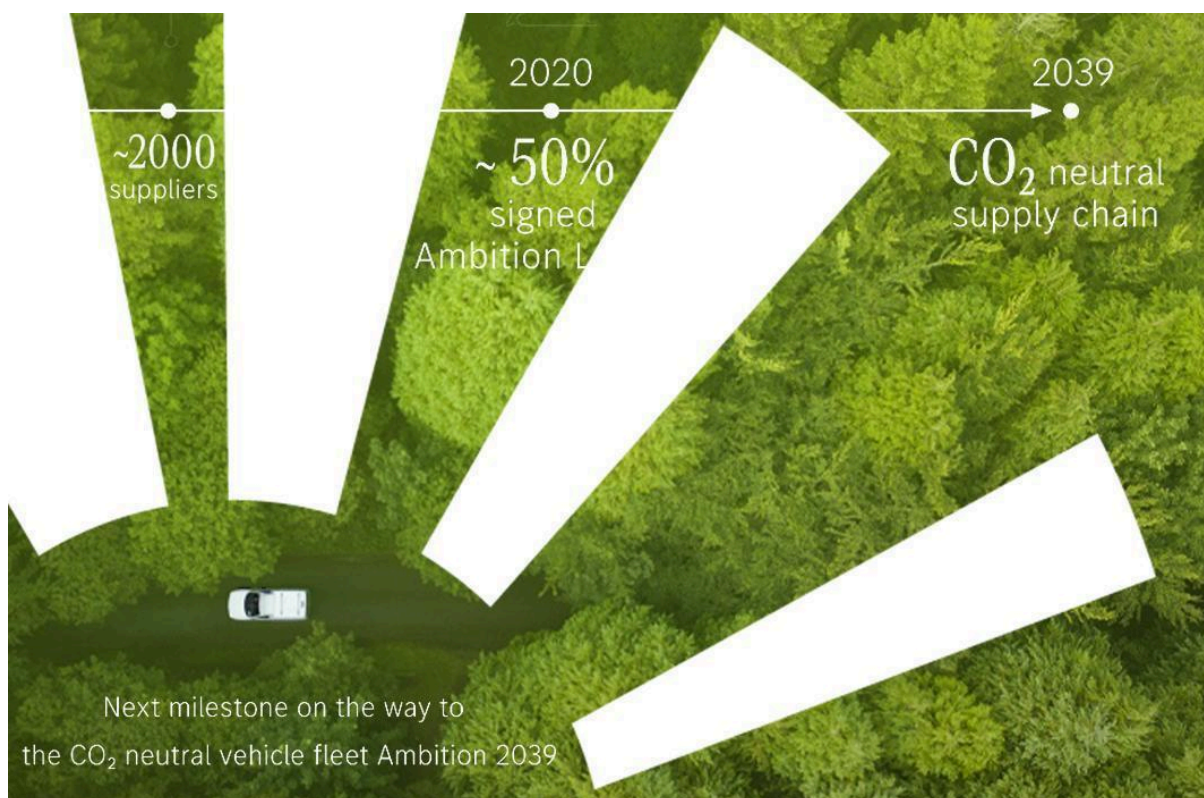 2020
2039
~2000
suppliers
~ 50%
signed
Ambition
CO₂ neutral
supply chain
Next milestone on the way to
the CO₂ neutral vehicle fleet Ambition 2039